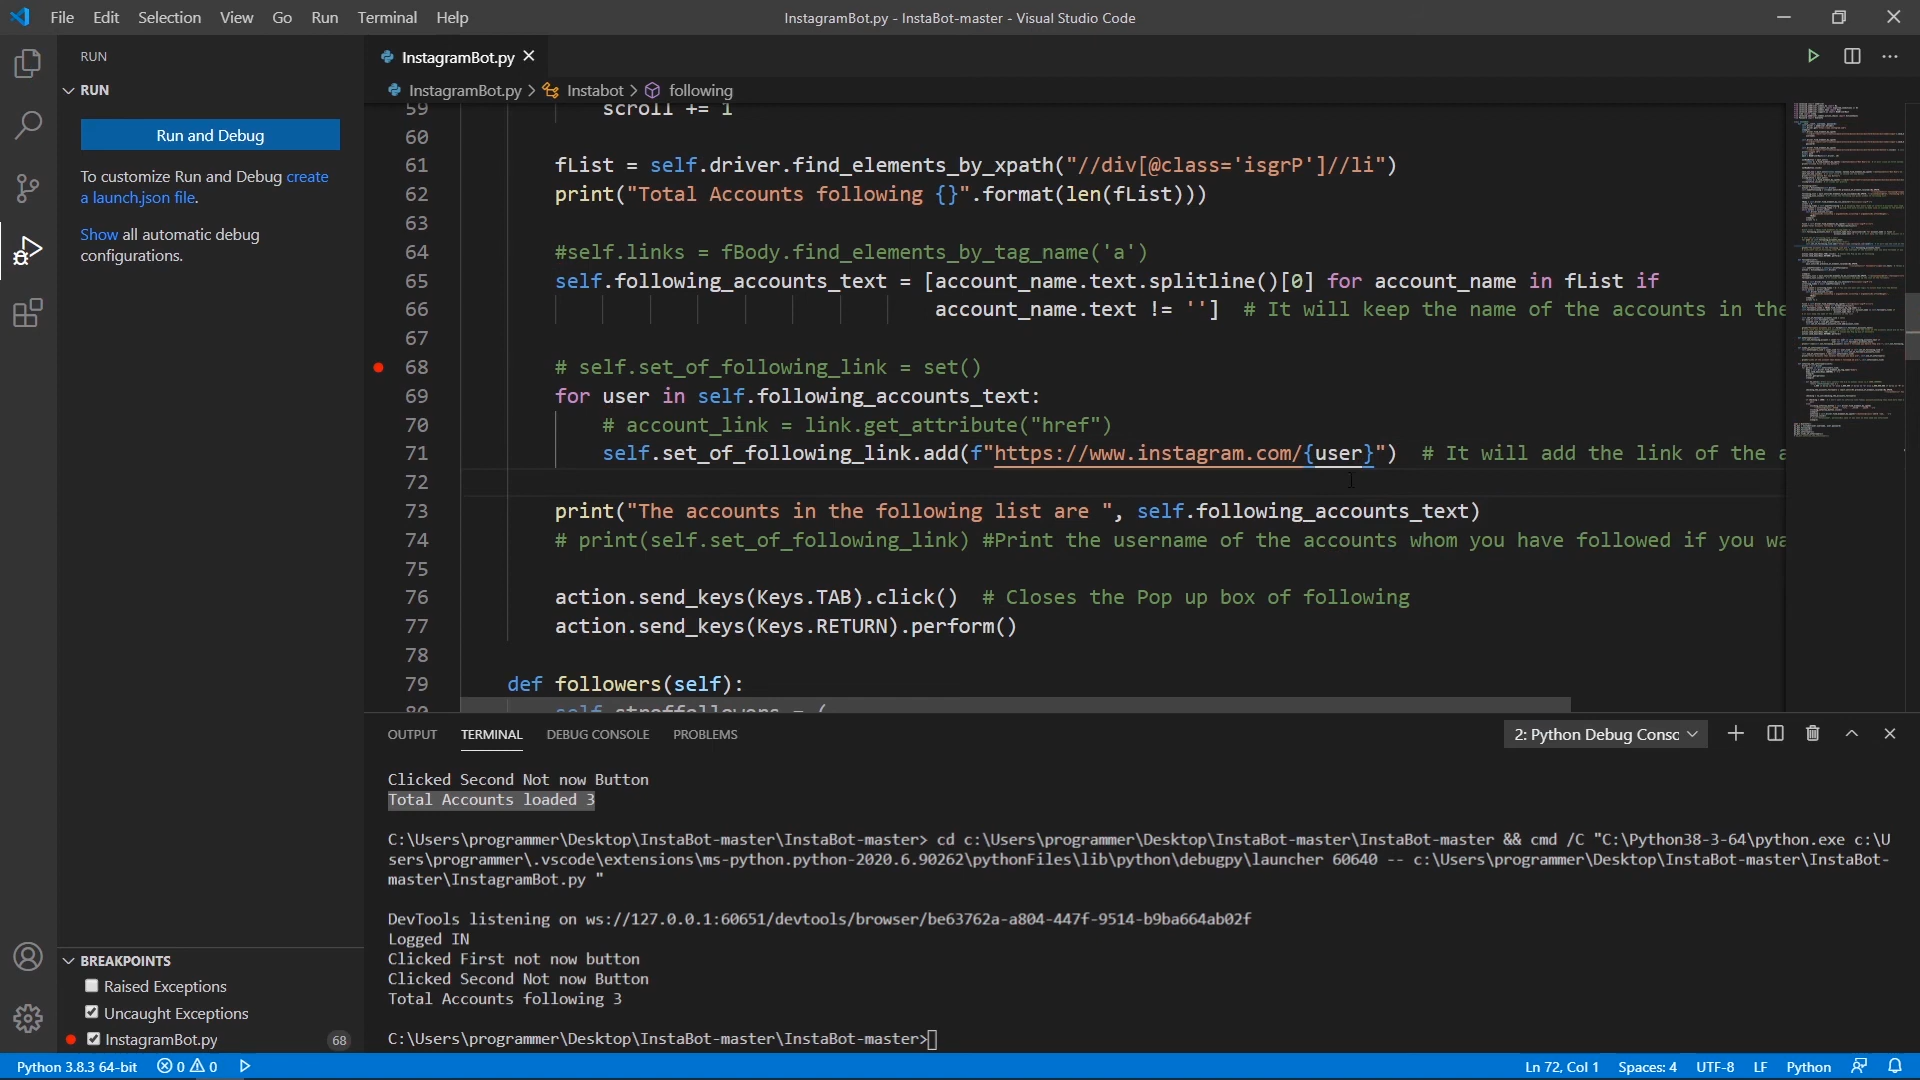 File Edit Selection View Go Run Terminal Help
InstagramBot.py - InstaBot-master - Visual Studio Code
RUN
RUN
Run and Debug
To customize Run and Debug create
a launch.json file.
Show all automatic debug
configurations.
BREAKPOINTS
Raised Exceptions
Uncaught Exceptions
InstagramBot.py 68
InstagramBot.py
InstagramBot.py > Instabot > following
59 scroll += 1
60
61 fList = self.driver.find_elements_by_xpath("//div[@class='isgrP']//li")
62 print("Total Accounts following {}".format(len(fList)))
63
64 #self.links = fBody.find_elements_by_tag_name('a')
65 self.following_accounts_text = [account_name.text.splitline()[0] for account_name in fList if
66 account_name.text != ''] # It will keep the name of the accounts in the
67
68 # self.set_of_following_link = set()
69 for user in self.following_accounts_text:
70 # account_link = link.get_attribute("href")
71 self.set_of_following_link.add(f"https://www.instagram.com/{user}") # It will add the link of the a
72
73 print("The accounts in the following list are ", self.following_accounts_text)
74 # print(self.set_of_following_link) #Print the username of the accounts whom you have followed if you wa
75
76 action.send_keys(Keys.TAB).click() # Closes the Pop up box of following
77 action.send_keys(Keys.RETURN).perform()
78
79 def followers(self):
OUTPUT TERMINAL DEBUG CONSOLE PROBLEMS
2: Python Debug Consc
Clicked Second Not now Button
Total Accounts loaded 3
C:\Users\programmer\Desktop\InstaBot-master\InstaBot-master> cd c:\Users\programmer\Desktop\InstaBot-master\InstaBot-master && cmd /C "C:\Python38-3-64\python.exe c:\U
sers\programmer\.vscode\extensions\ms-python.python-2020.6.90262\pythonFiles\lib\python\debugpy\launcher 60640 -- c:\Users\programmer\Desktop\InstaBot-master\InstaBot-
master\InstagramBot.py "
DevTools listening on ws://127.0.0.1:60651/devtools/browser/be63762a-a804-447f-9514-b9ba664ab02f
Logged IN
Clicked First not now button
Clicked Second Not now Button
Total Accounts following 3
C:\Users\programmer\Desktop\InstaBot-master\InstaBot-master>
Python 3.8.3 64-bit 0 0
Ln 72, Col 1 Spaces: 4 UTF-8 LF Python